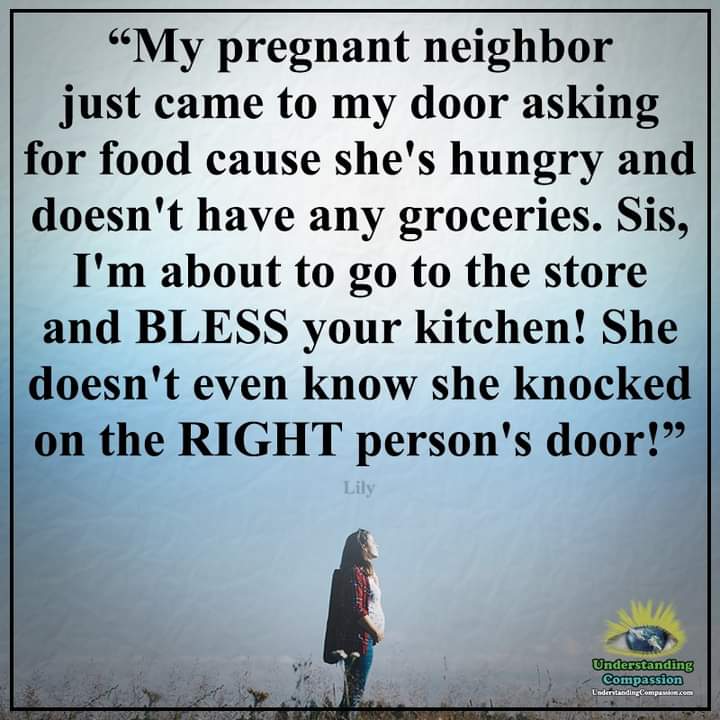 “My pregnant neighbor
just came to my door asking
for food cause she's hungry and
doesn't have any groceries. Sis,
I'm about to go to the store
and BLESS your kitchen! She
doesn't even know she knocked
on the RIGHT person's door!”
Lily
Understanding
Compassion
UnderstandingCompassion.com